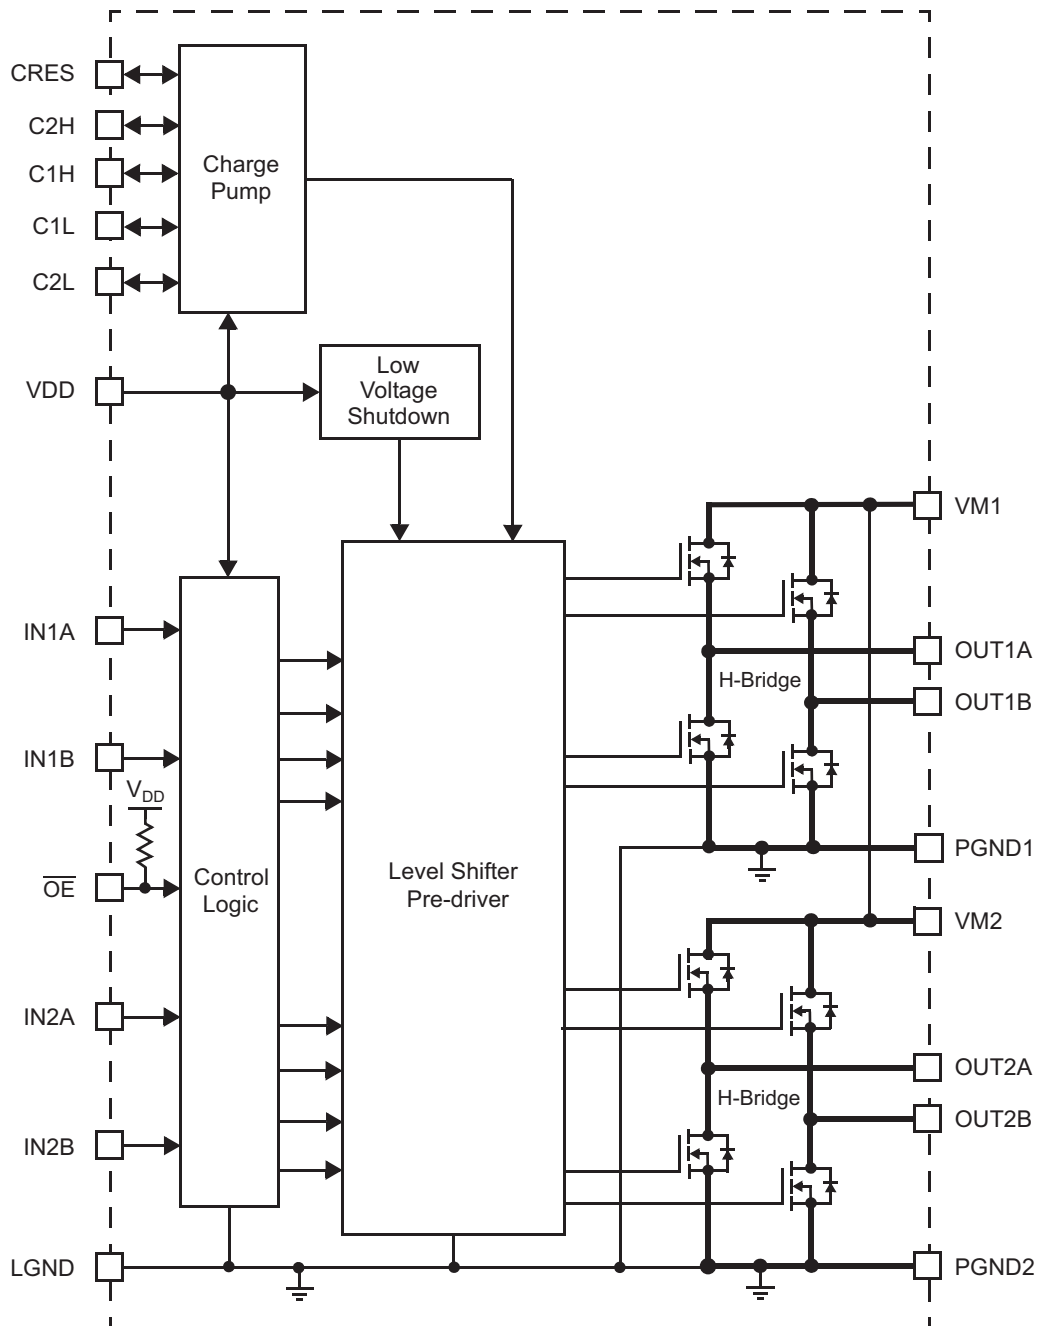 CRES
C2H
C1H
C1L
C2L
Charge
Pump
VDD
Low
Voltage
Shutdown
VM1
IN1A
OUT1A
H-Bridge
OUT1B
IN1B
VDD
PGND1
OE
Control
Logic
Level Shifter
Pre-driver
VM2
IN2A
OUT2A
H-Bridge
OUT2B
IN2B
LGND
PGND2